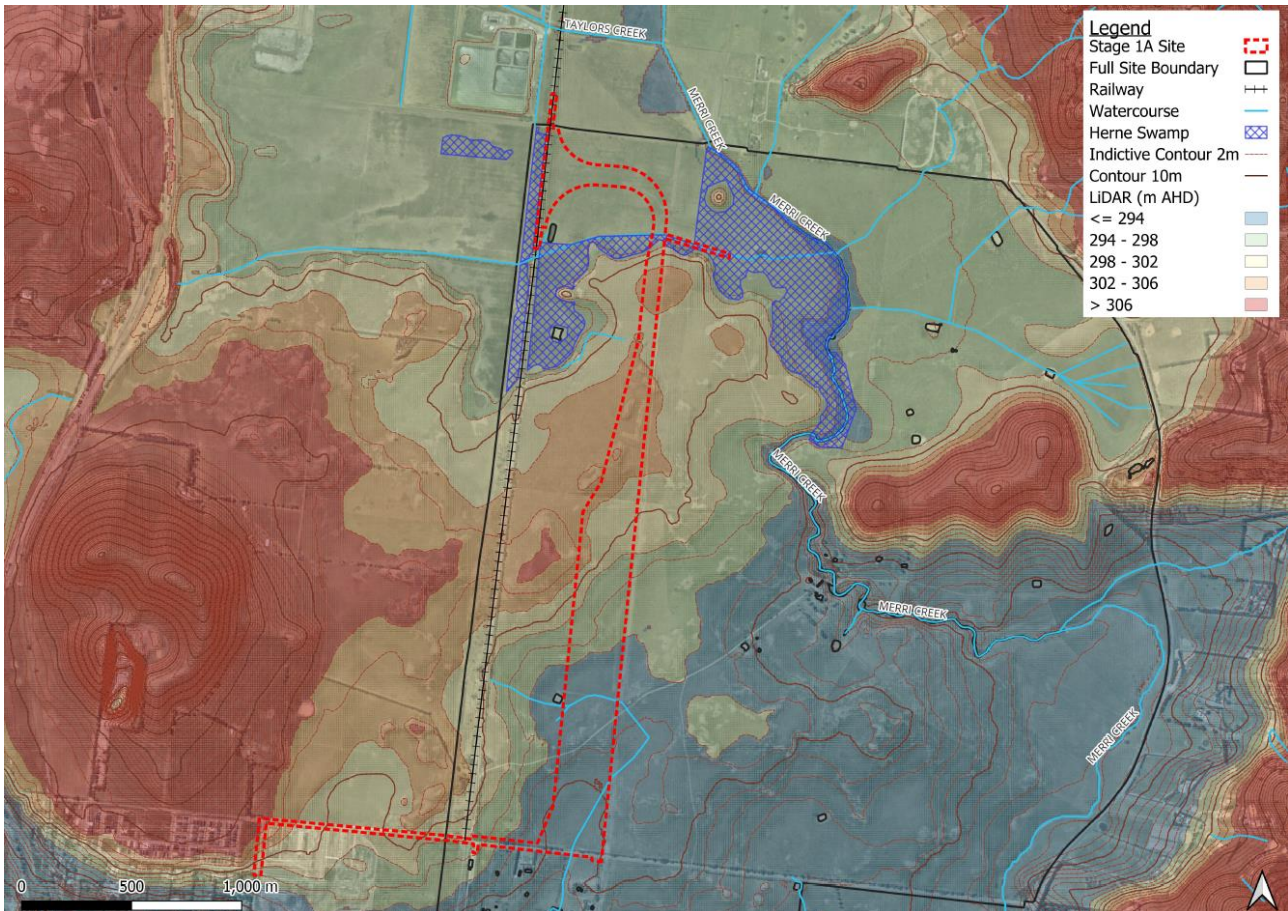 TAYLORS CREEK
MERRI CREEK
MERRI CREEK
MERRI CREEK
MERRI CREEK
MERRI CREEK
Legend
Stage 1A Site
Full Site Boundary
Railway
Watercourse
Herne Swamp
Indictive Contour 2m
Contour 10m
LiDAR (m AHD)
<= 294
294 - 298
298 - 302
302 - 306
> 306
0 500 1,000 m